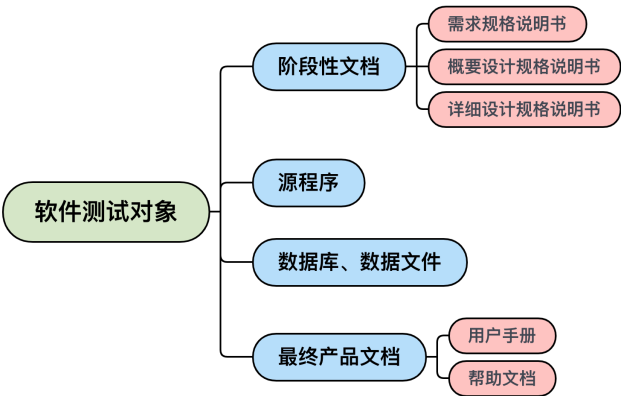 软件测试对象
阶段性文档
需求规格说明书
概要设计规格说明书
详细设计规格说明书
源程序
数据库、数据文件
最终产品文档
用户手册
帮助文档